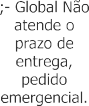 ;- Global Não
atende o
prazo de
entrega,
pedido
emergencial.